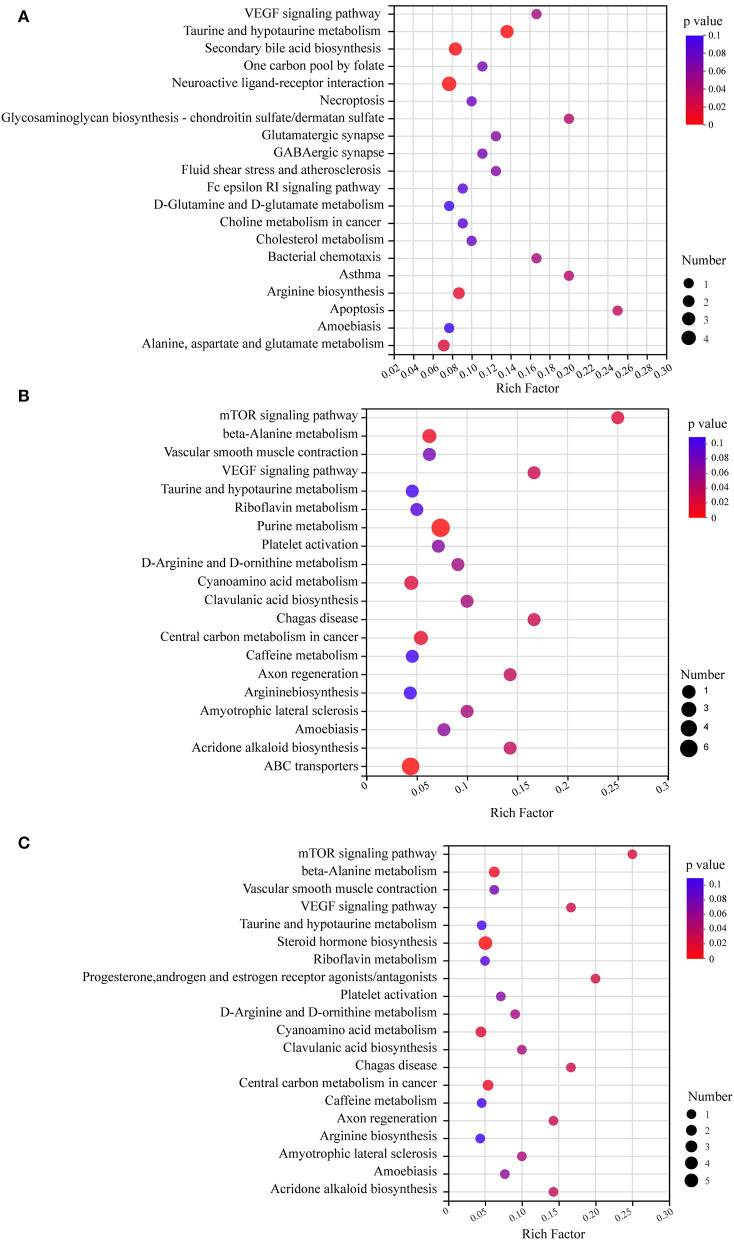 A
VEGF signaling pathway
Taurine and hypotaurine metabolism
Secondary bile acid biosynthesis
One carbon pool by folate
Neuroactive ligand-receptor interaction
Necroptosis
Glycosaminoglycan biosynthesis - chondroitin sulfate/dermatan sulfate
Glutamatergic synapse
GABAergic synapse
Fluid shear stress and atherosclerosis
Fc epsilon RI signaling pathway
D-Glutamine and D-glutamate metabolism
Choline metabolism in cancer
Cholesterol metabolism
Bacterial chemotaxis
Asthma
Arginine biosynthesis
Apoptosis
Amoebiasis
Alanine, aspartate and glutamate metabolism
0.02 0.04 0.06 0.08 0.10 0.12 0.14 0.16 0.18 0.20 0.22 0.24 0.26 0.28 0.30
Rich Factor
p value
0.1
0.08
0.06
0.04
0.02
0
Number
1
2
3
4
B
mTOR signaling pathway
beta-Alanine metabolism
Vascular smooth muscle contraction
VEGF signaling pathway
Taurine and hypotaurine metabolism
Riboflavin metabolism
Purine metabolism
Platelet activation
D-Arginine and D-ornithine metabolism
Cyanoamino acid metabolism
Clavulanic acid biosynthesis
Chagas disease
Central carbon metabolism in cancer
Caffeine metabolism
Axon regeneration
Argininebiosynthesis
Amyotrophic lateral sclerosis
Amoebiasis
Acridone alkaloid biosynthesis
ABC transporters
0 0.05 0.1 0.15 0.2 0.25 0.3
Rich Factor
p value
0.1
0.08
0.06
0.04
0.02
0
Number
1
3
4
6
C
mTOR signaling pathway
beta-Alanine metabolism
Vascular smooth muscle contraction
VEGF signaling pathway
Taurine and hypotaurine metabolism
Steroid hormone biosynthesis
Riboflavin metabolism
Progesterone,androgen and estrogen receptor agonists/antagonists
Platelet activation
D-Arginine and D-ornithine metabolism
Cyanoamino acid metabolism
Clavulanic acid biosynthesis
Chagas disease
Central carbon metabolism in cancer
Caffeine metabolism
Axon regeneration
Arginine biosynthesis
Amyotrophic lateral sclerosis
Amoebiasis
Acridone alkaloid biosynthesis
0 0.05 0.10 0.15 0.20 0.25 0.30
Rich Factor
p value
0.1
0.08
0.06
0.04
0.02
0
Number
1
2
3
4
5